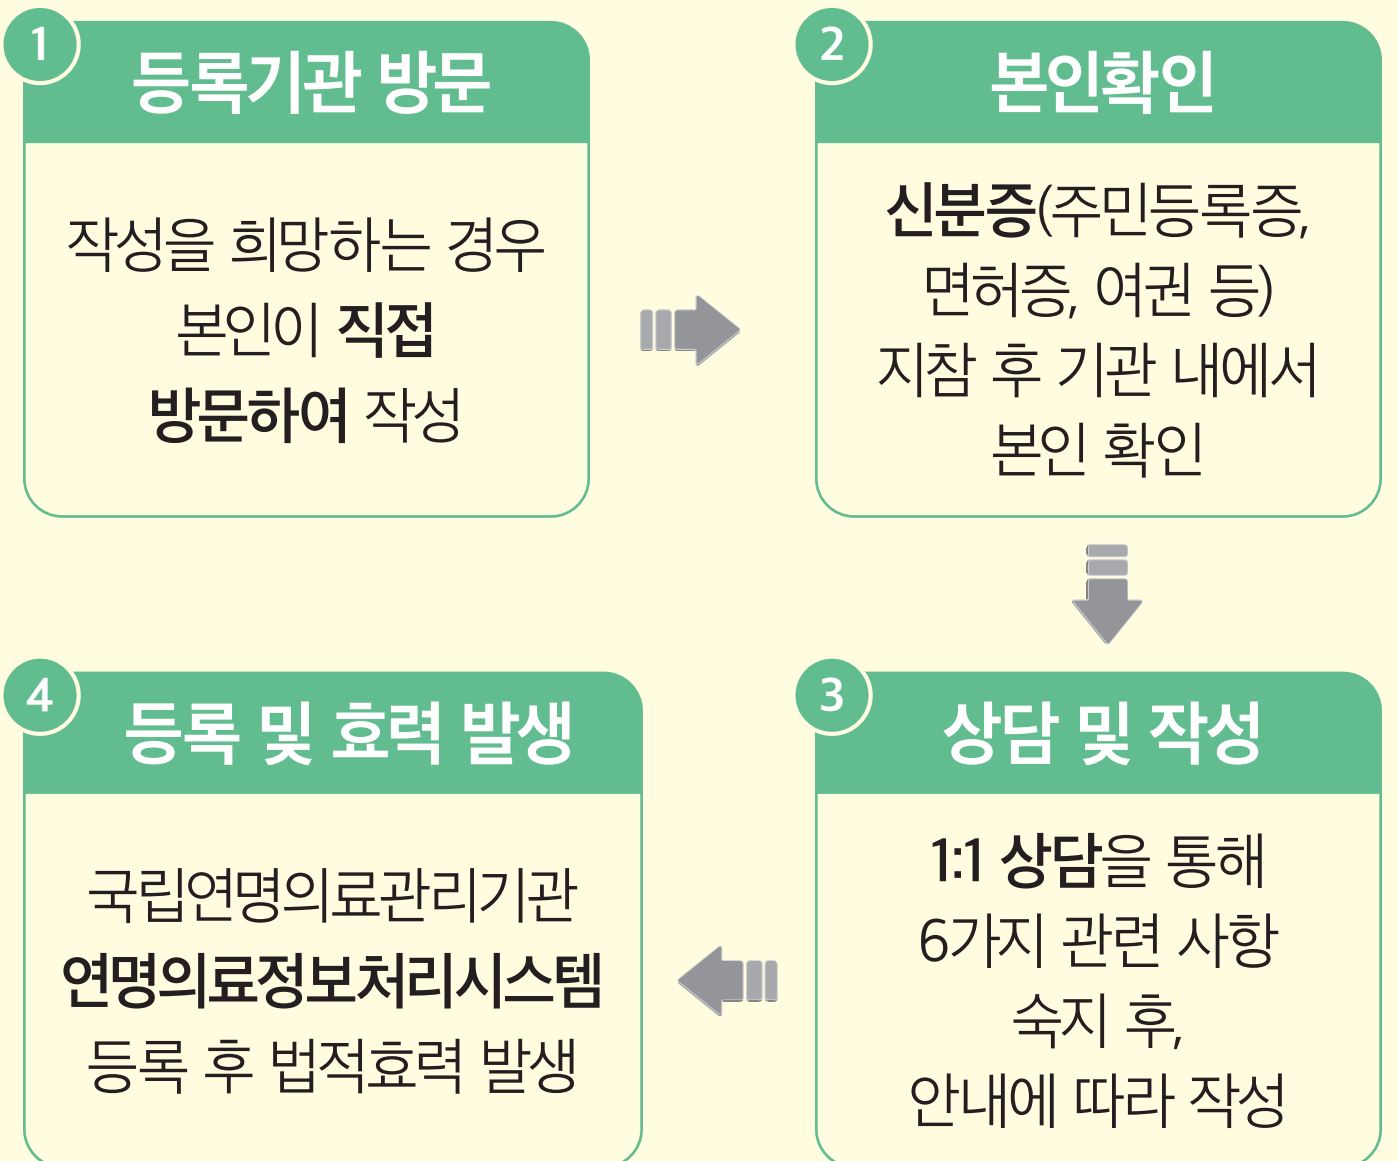 1
등록기관 방문
작성을 희망하는 경우
본인이 직접
방문하여 작성
2
본인확인
신분증(주민등록증,
면허증, 여권 등)
지참 후 기관 내에서
본인 확인
3
상담 및 작성
1:1 상담을 통해
6가지 관련 사항
숙지 후,
안내에 따라 작성
4
등록 및 효력 발생
국립연명의료관리기관
연명의료정보처리시스템
등록 후 법적효력 발생